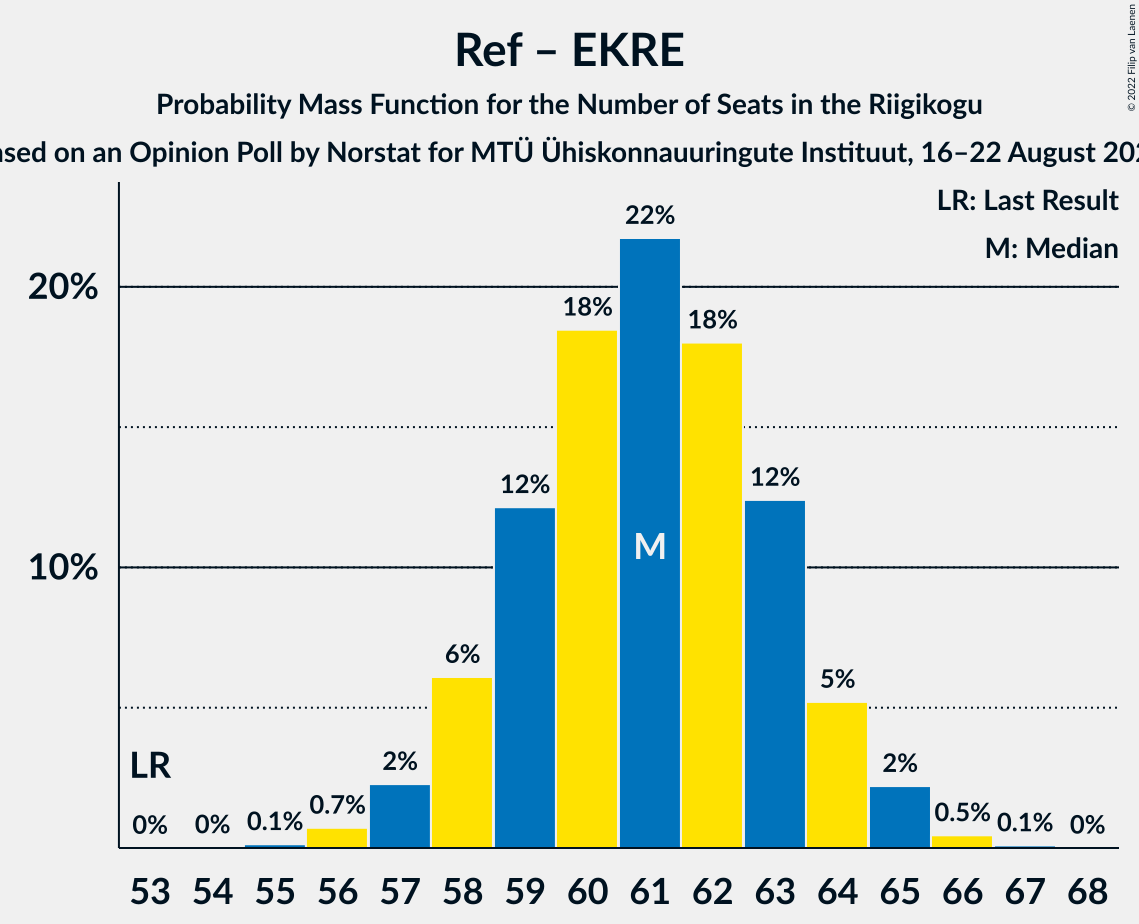 Ref – EKRE
Probability Mass Function for the Number of Seats in the Riigikogu
on an Opinion Poll by Norstat for MTÜ Ühiskonnauuringute Instituut, 16–22 August
© 2022 Filip van Laenen
LR: Last Result
M: Median
22%
20%
18%
18%
12%
12%
M
10%
6%
5%
LR
2%
2%
0%
0%
0.1%
0.7%
0.5%
0.1%
0%
53 54 55 56 57 58 59 60 61 62 63 64 65 66 67 68